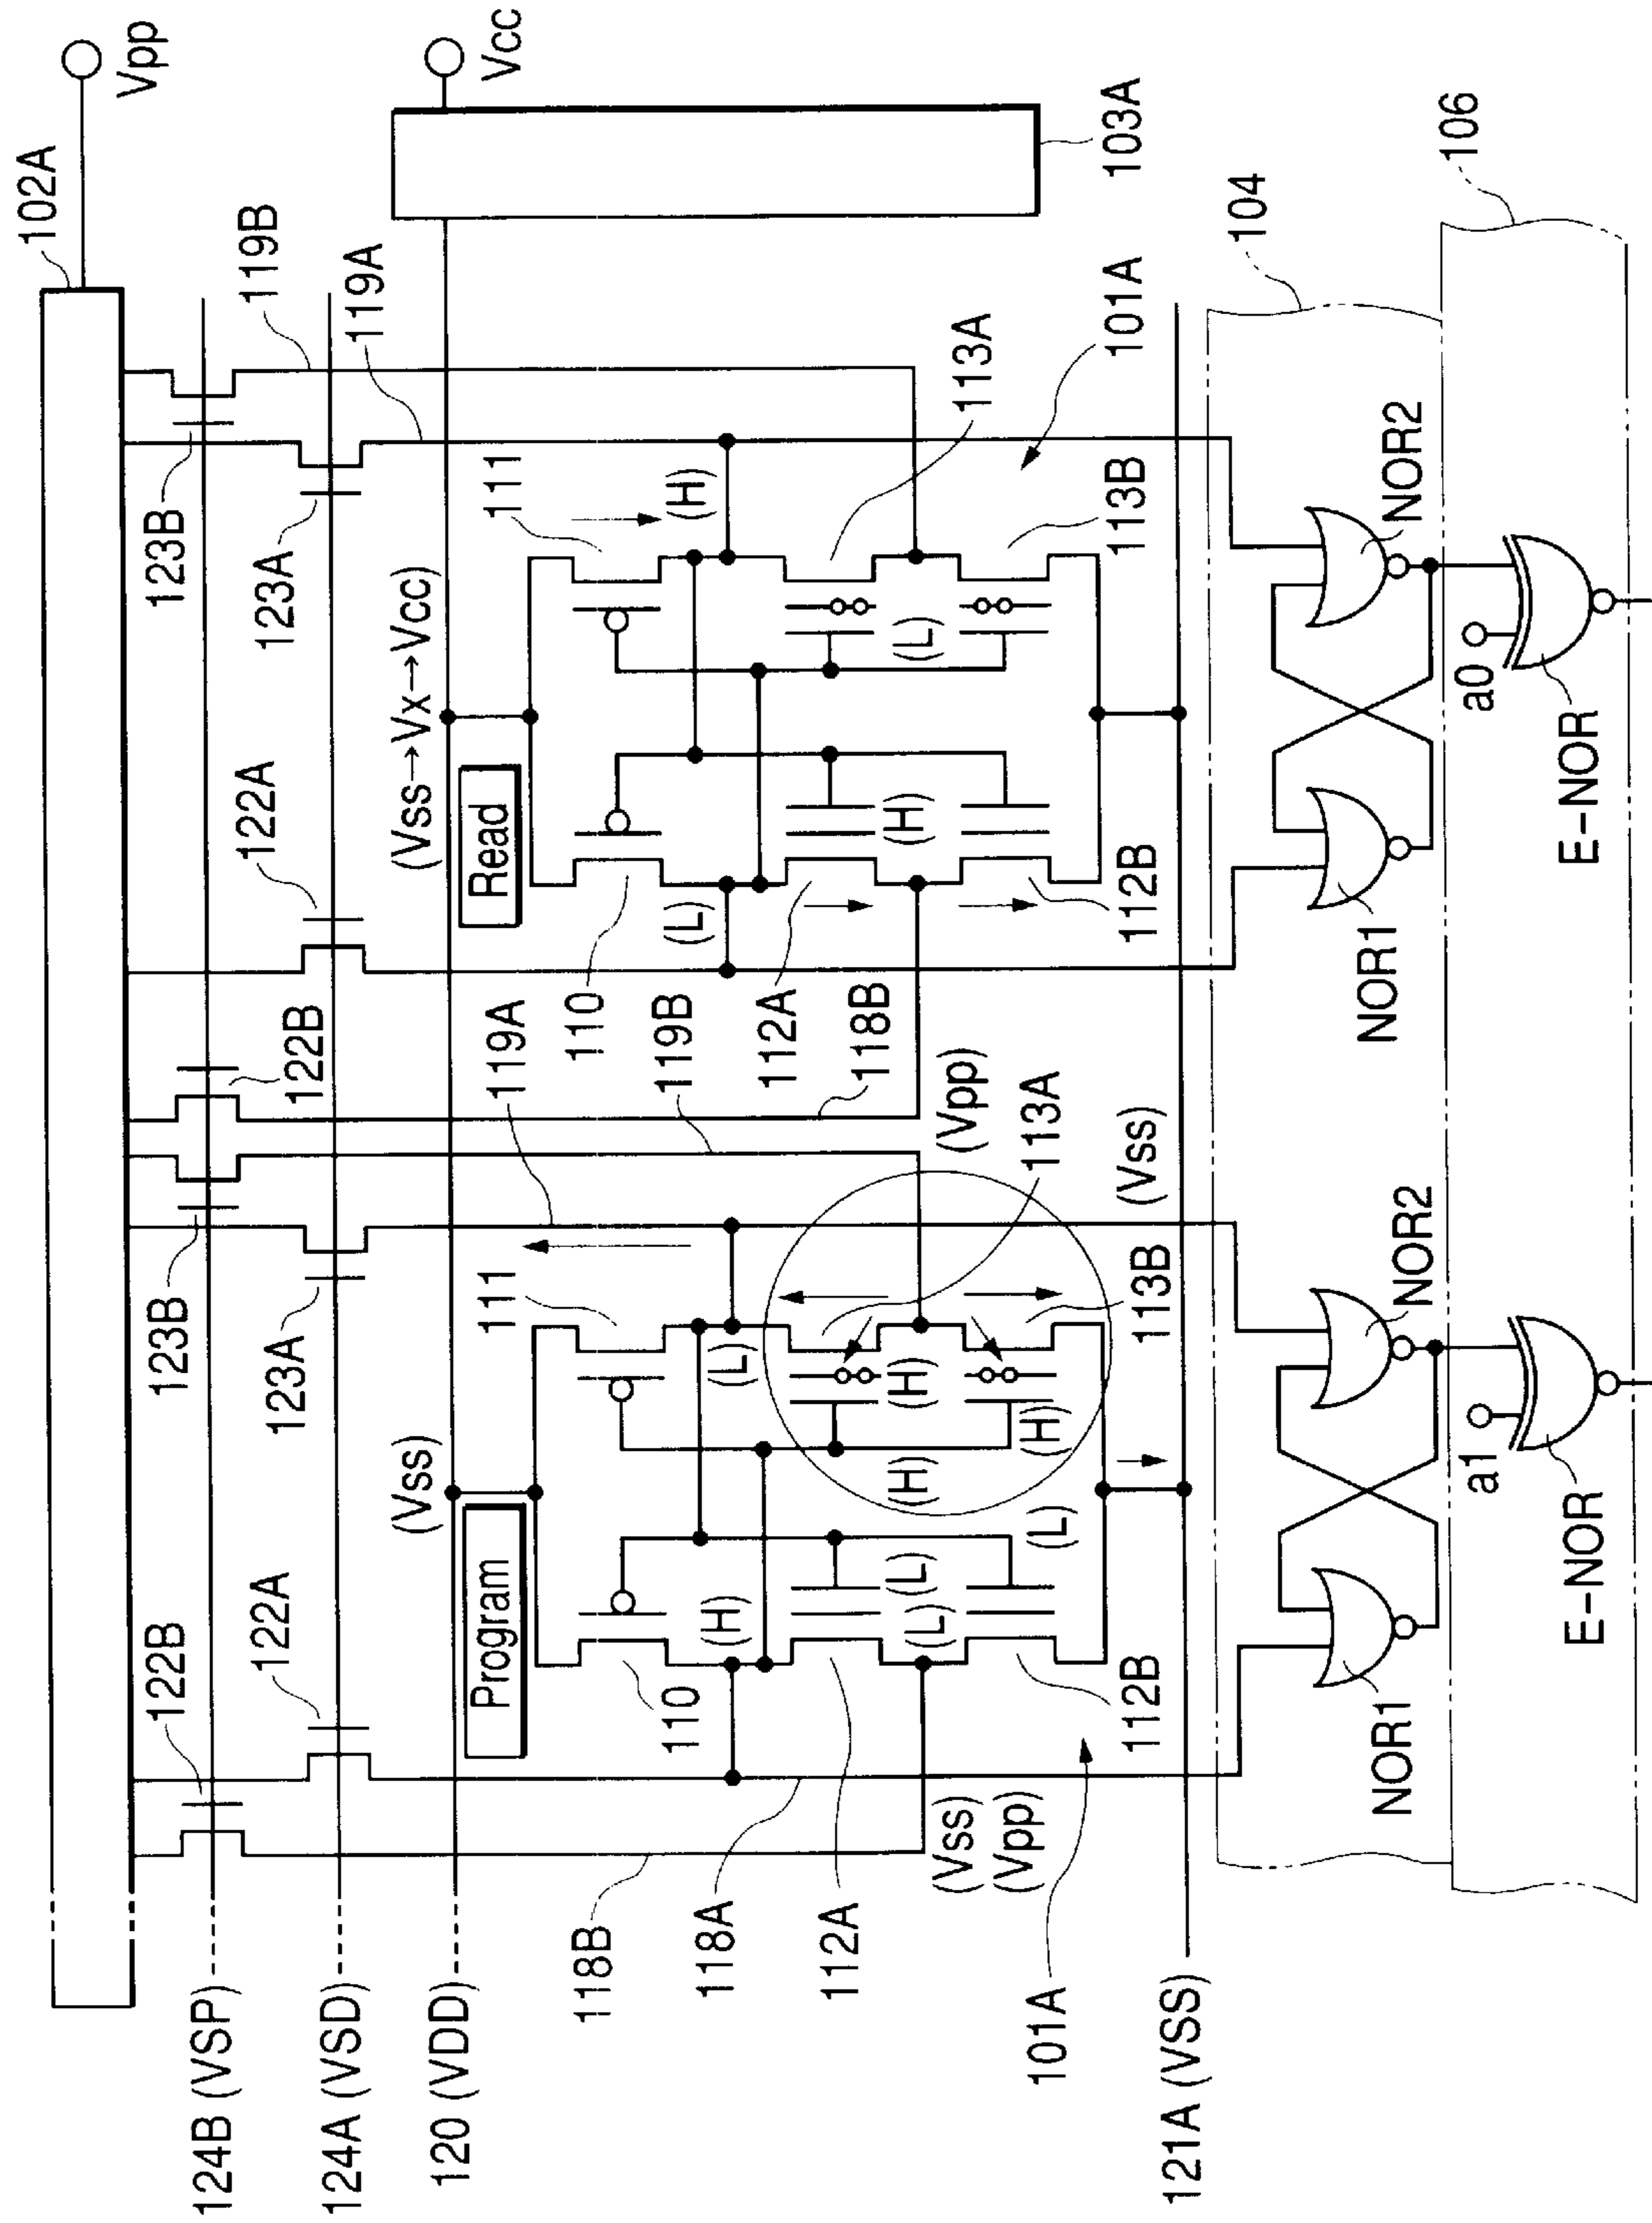 102A
Vpp
Vcc
103A
122B
122A
123B
123A
122B
122A
123B
123A
119B
119A
124B (VSP)
124A (VSD)
120 (VDD)
(Vss)
(Vss→Vx→Vcc)
Program
Read
118B
118A
112A
101A
110
(H)
(L)
(L)
(L)
112B
(Vss)
(Vpp)
111
(L)
(H)
(H)
(H)
113A
113B
119A
119B
118B
(Vpp)
(Vss)
110
(L)
112A
(H)
112B
111
(H)
(L)
113A
113B
101A
121A (VSS)
104
106
NOR1
NOR2
a1
E-NOR
NOR1
NOR2
a0
E-NOR